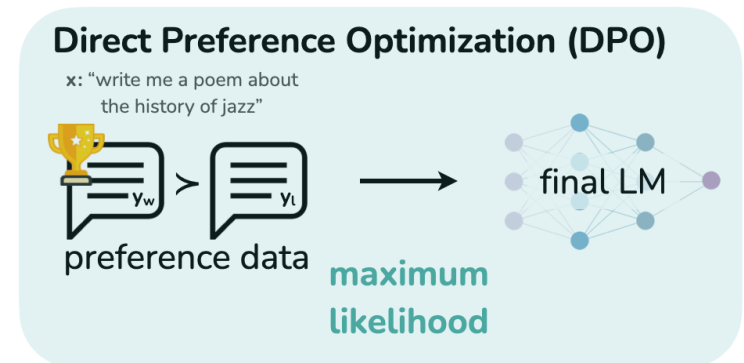 Direct Preference Optimization (DPO)
x: “write me a poem about
the history of jazz”
yw ≻ yl
final LM
preference data
maximum
likelihood